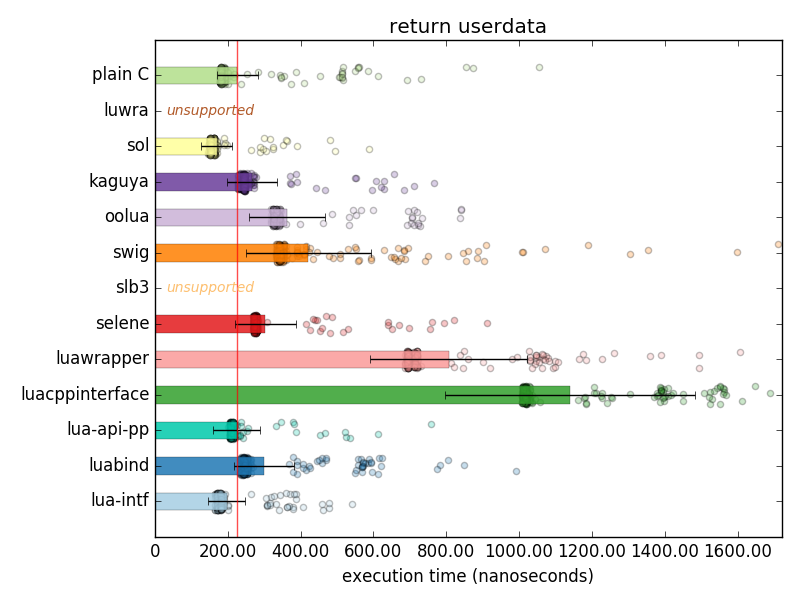 return userdata
plain C
luwra
unsupported
sol
kaguya
oolua
swig
slb3
unsupported
selene
luawrapper
luacppinterface
lua-api-pp
luabind
lua-intf
0 200.00 400.00 600.00 800.00 1000.00 1200.00 1400.00 1600.00
execution time (nanoseconds)